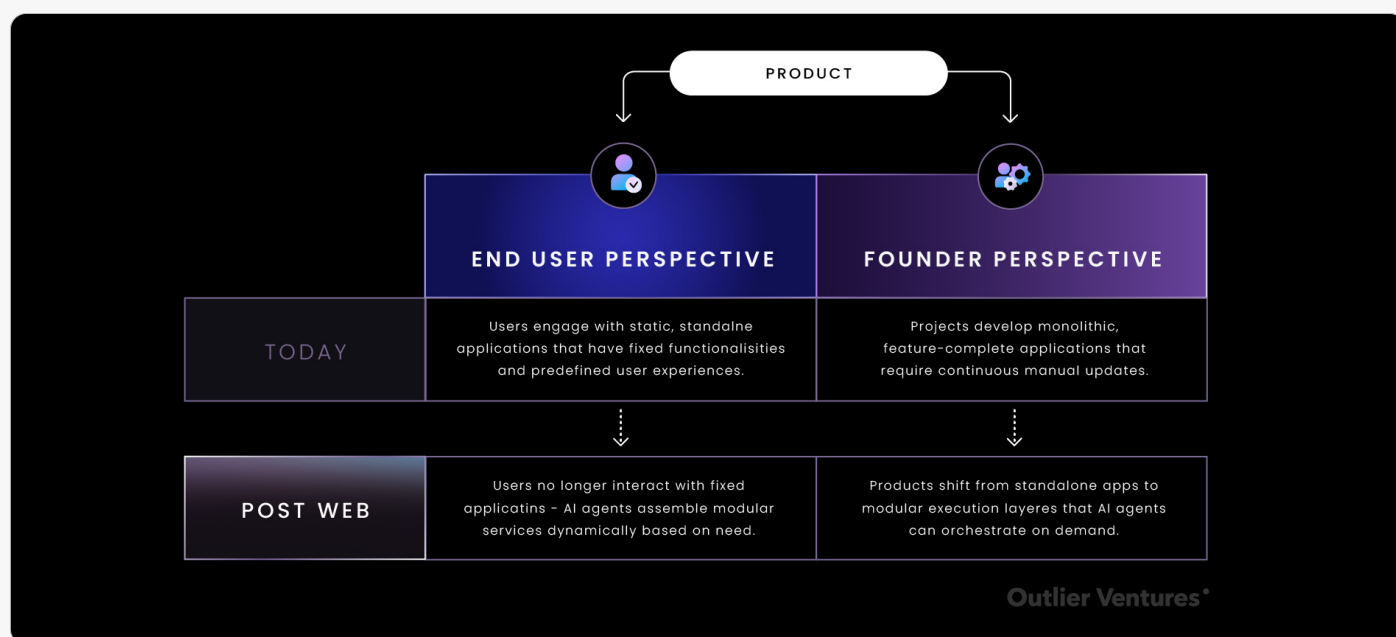 PRODUCT
END USER PERSPECTIVE
FOUNDER PERSPECTIVE
TODAY
Users engage with static, standalne
applications that have fixed functionalisities
and predefined user experiences.
Projects develop monolithic,
feature-complete applications that
require continuous manual updates.
POST WEB
Users no longer interact with fixed
applicatins - AI agents assemble modular
services dynamically based on need.
Products shift from standalone apps to
modular execution layeres that AI agents
can orchestrate on demand.
Outlier Ventures